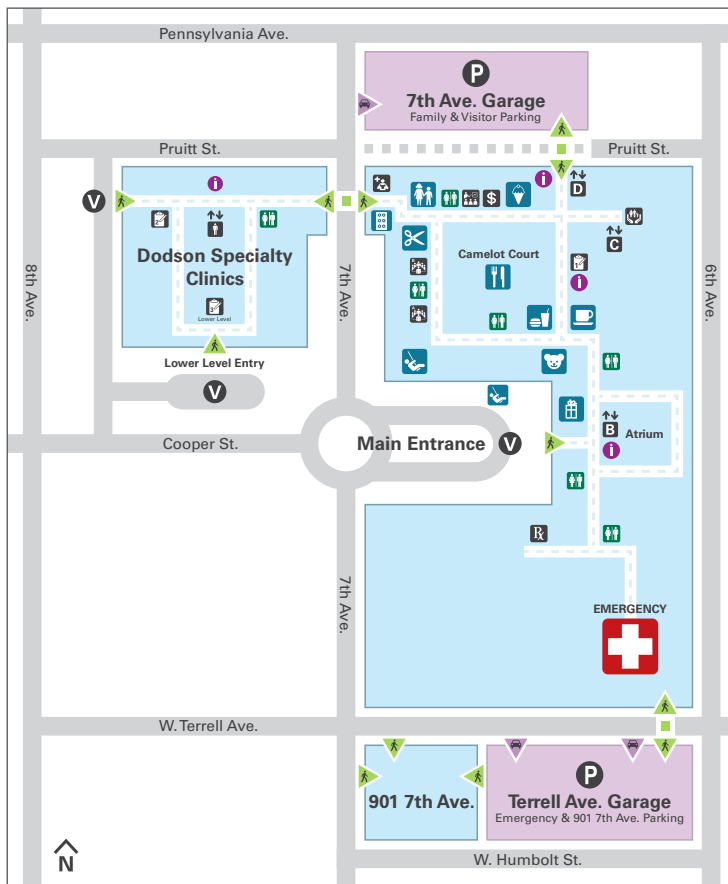 Pennsylvania Ave.
P
7th Ave. Garage
Family & Visitor Parking
Pruitt St.
Pruitt St.
V
i
i
D
$
C
Dodson Specialty
Clinics
Camelot Court
i
8th Ave.
7th Ave.
6th Ave.
Lower Level
Lower Level Entry
V
B
Atrium
i
Cooper St.
Main Entrance
V
Rx
7th Ave.
EMERGENCY
W. Terrell Ave.
P
901 7th Ave.
Terrell Ave. Garage
Emergency & 901 7th Ave. Parking
N
W. Humbolt St.